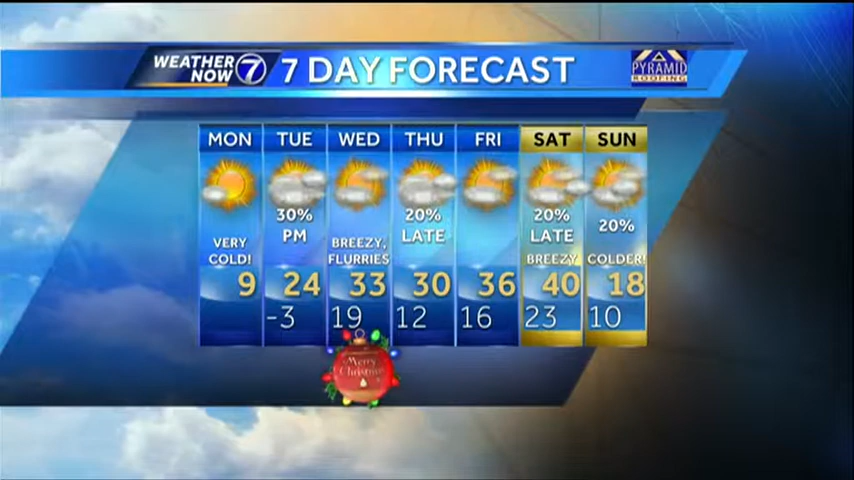 WEATHER NOW 7
7 DAY FORECAST
PYRAMID
ROOFING
MON TUE WED THU FRI SAT SUN
30% PM
20% LATE
20% LATE
20%
VERY COLD!
BREEZY, FLURRIES
BREEZY
COLDER!
9 24 33 30 36 40 18
-3 19 12 16 23 10
Merry
Christmas